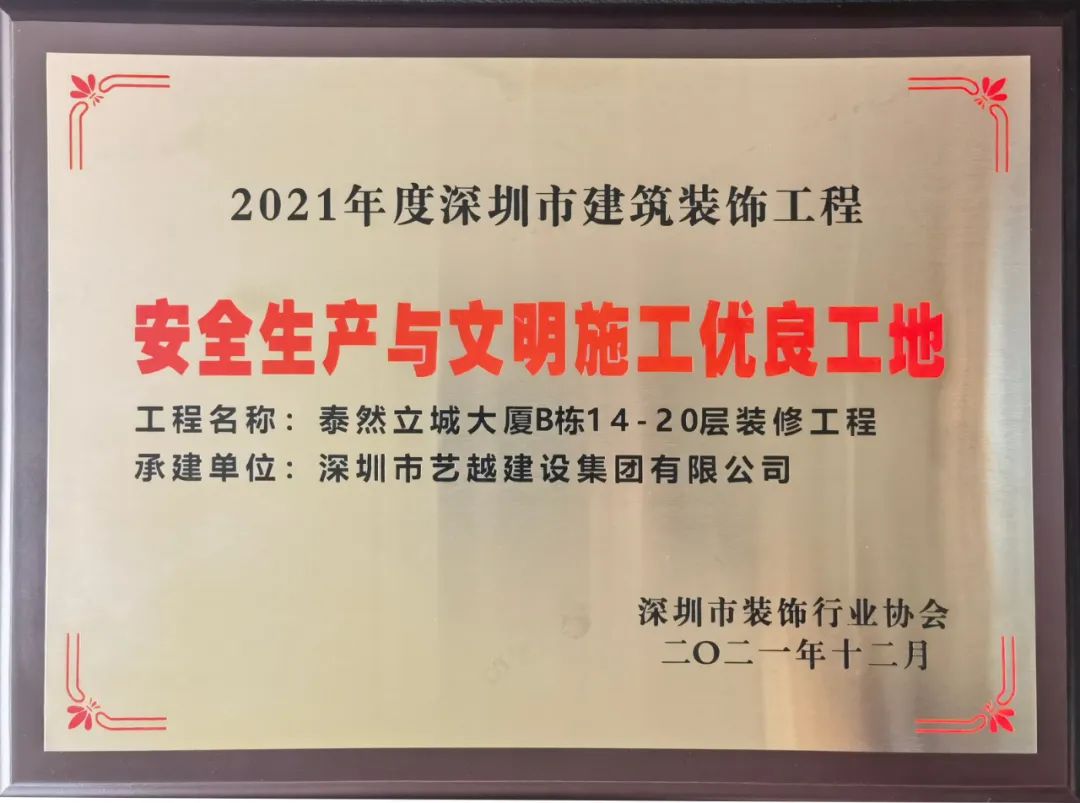 2021年度深圳市建筑装饰工程
安全生产与文明施工优良工地
工程名称：泰然立城大厦B栋14-20层装修工程
承建单位：深圳市艺越建设集团有限公司
深圳市装饰行业协会
二〇二一年十二月